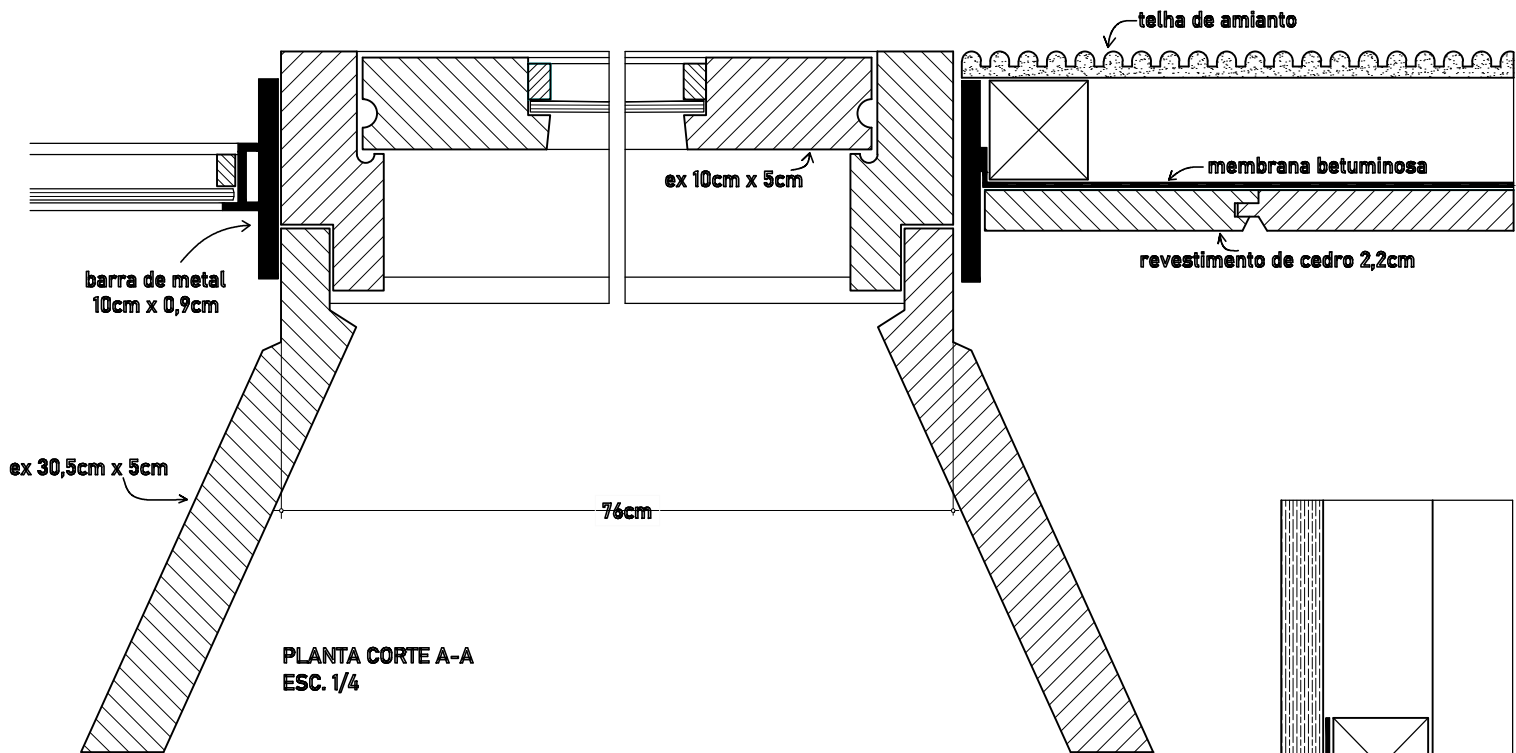 telha de amianto
membrana betuminosa
ex 10cm x 5cm
revestimento de cedro 2,2cm
barra de metal
10cm x 0,9cm
ex 30,5cm x 5cm
76cm
PLANTA CORTE A-A
ESC. 1/4